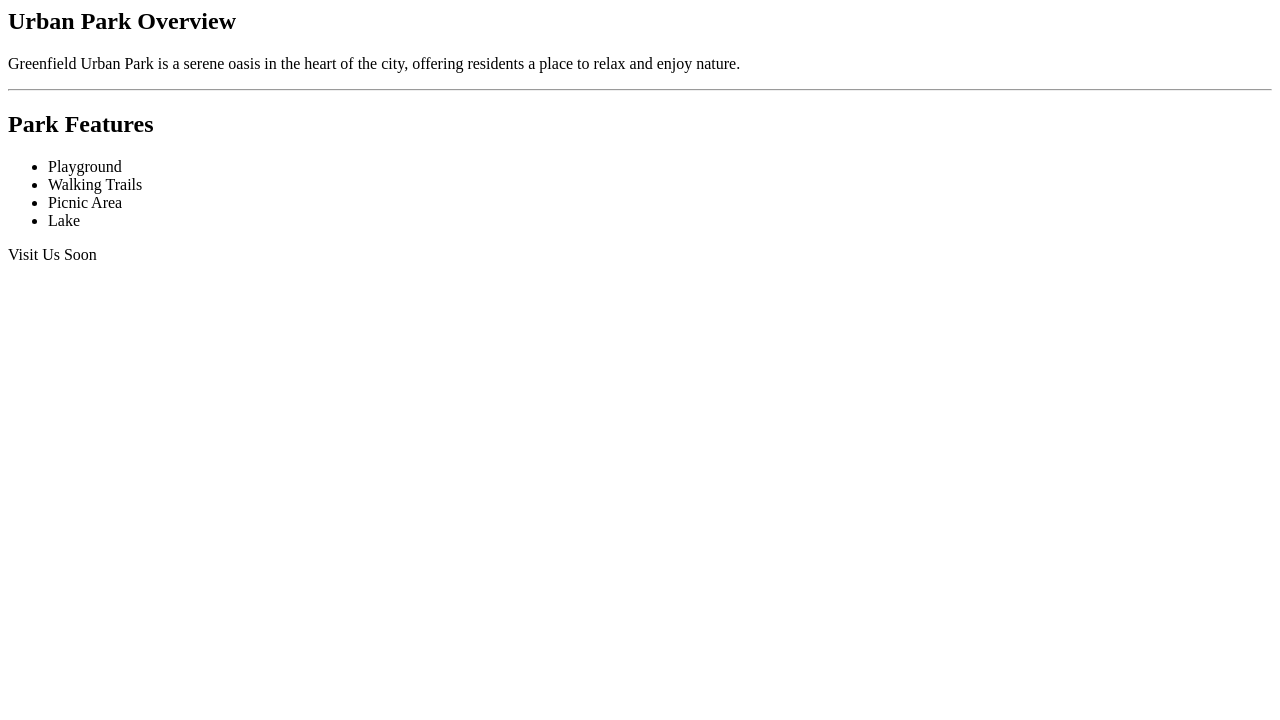 Urban Park Overview
Greenfield Urban Park is a serene oasis in the heart of the city, offering residents a place to relax and enjoy nature.
Park Features
Playground
Walking Trails
Picnic Area
Lake
Visit Us Soon